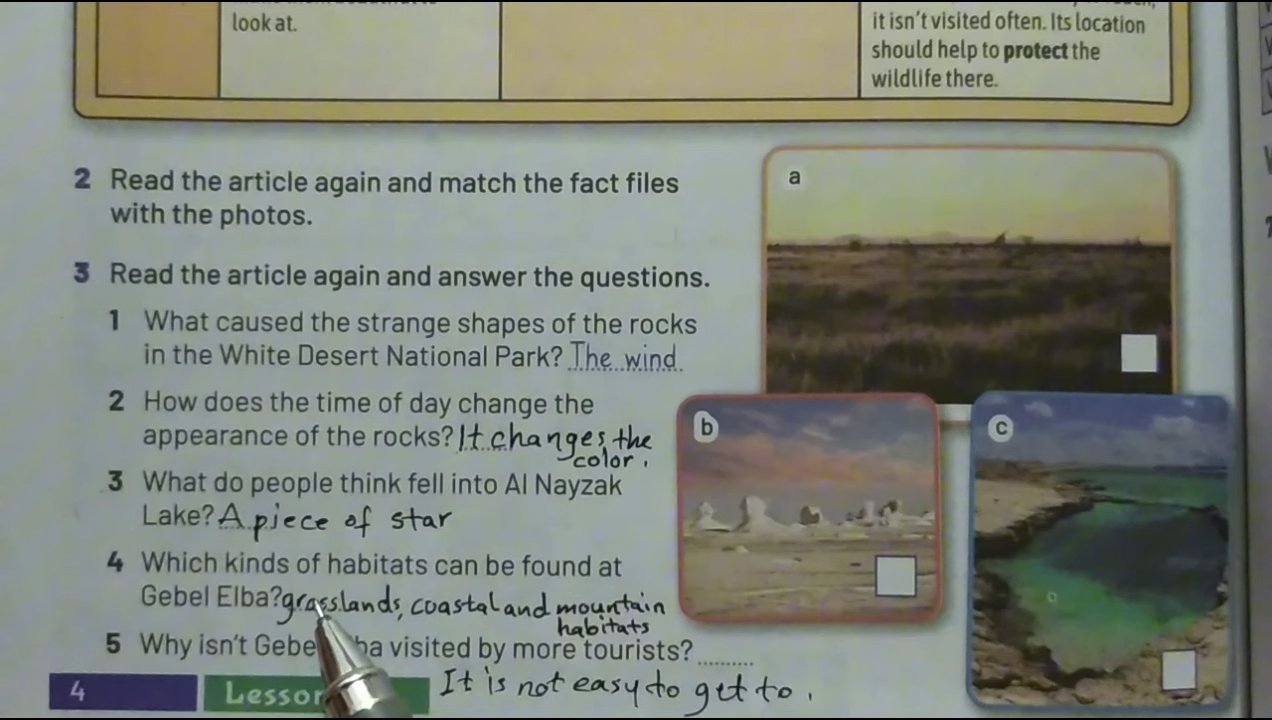 look at.
it isn't visited often. Its location
should help to protect the
wildlife there.
2 Read the article again and match the fact files
with the photos.
a
3 Read the article again and answer the questions.
1 What caused the strange shapes of the rocks
in the White Desert National Park? The wind
2 How does the time of day change the
appearance of the rocks? It changes the
color.
b
c
3 What do people think fell into Al Nayzak
Lake? A piece of star
4 Which kinds of habitats can be found at
Gebel Elba? grasslands, coastal and mountain
habitats
5 Why isn't Gebe ba visited by more tourists?
It is not easy to get to.
4 Lesson